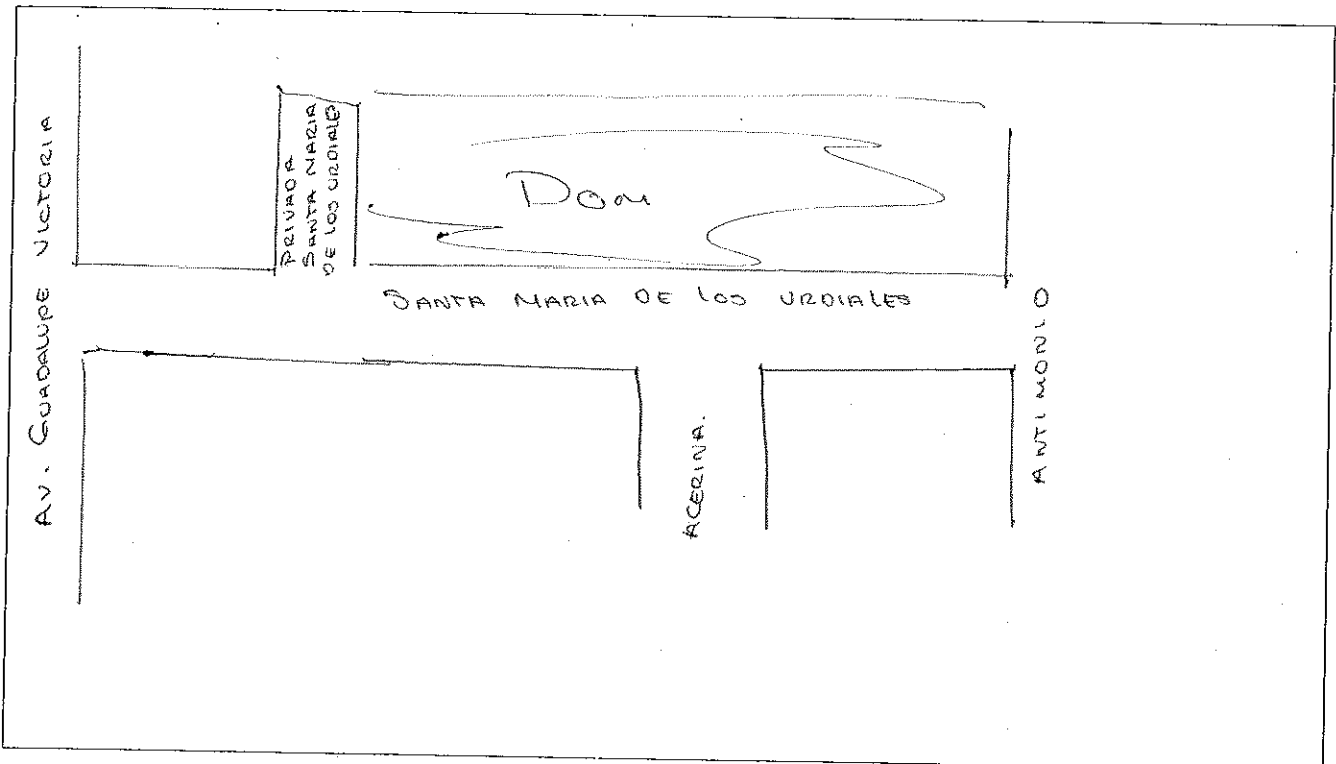 AV. GUADALUPE VICTORIA
PRIVADA
SANTA MARIA
DE LOS URDIALES
Dom
SANTA MARIA DE LOS URDIALES
ACERINA.
ANTIMONIO